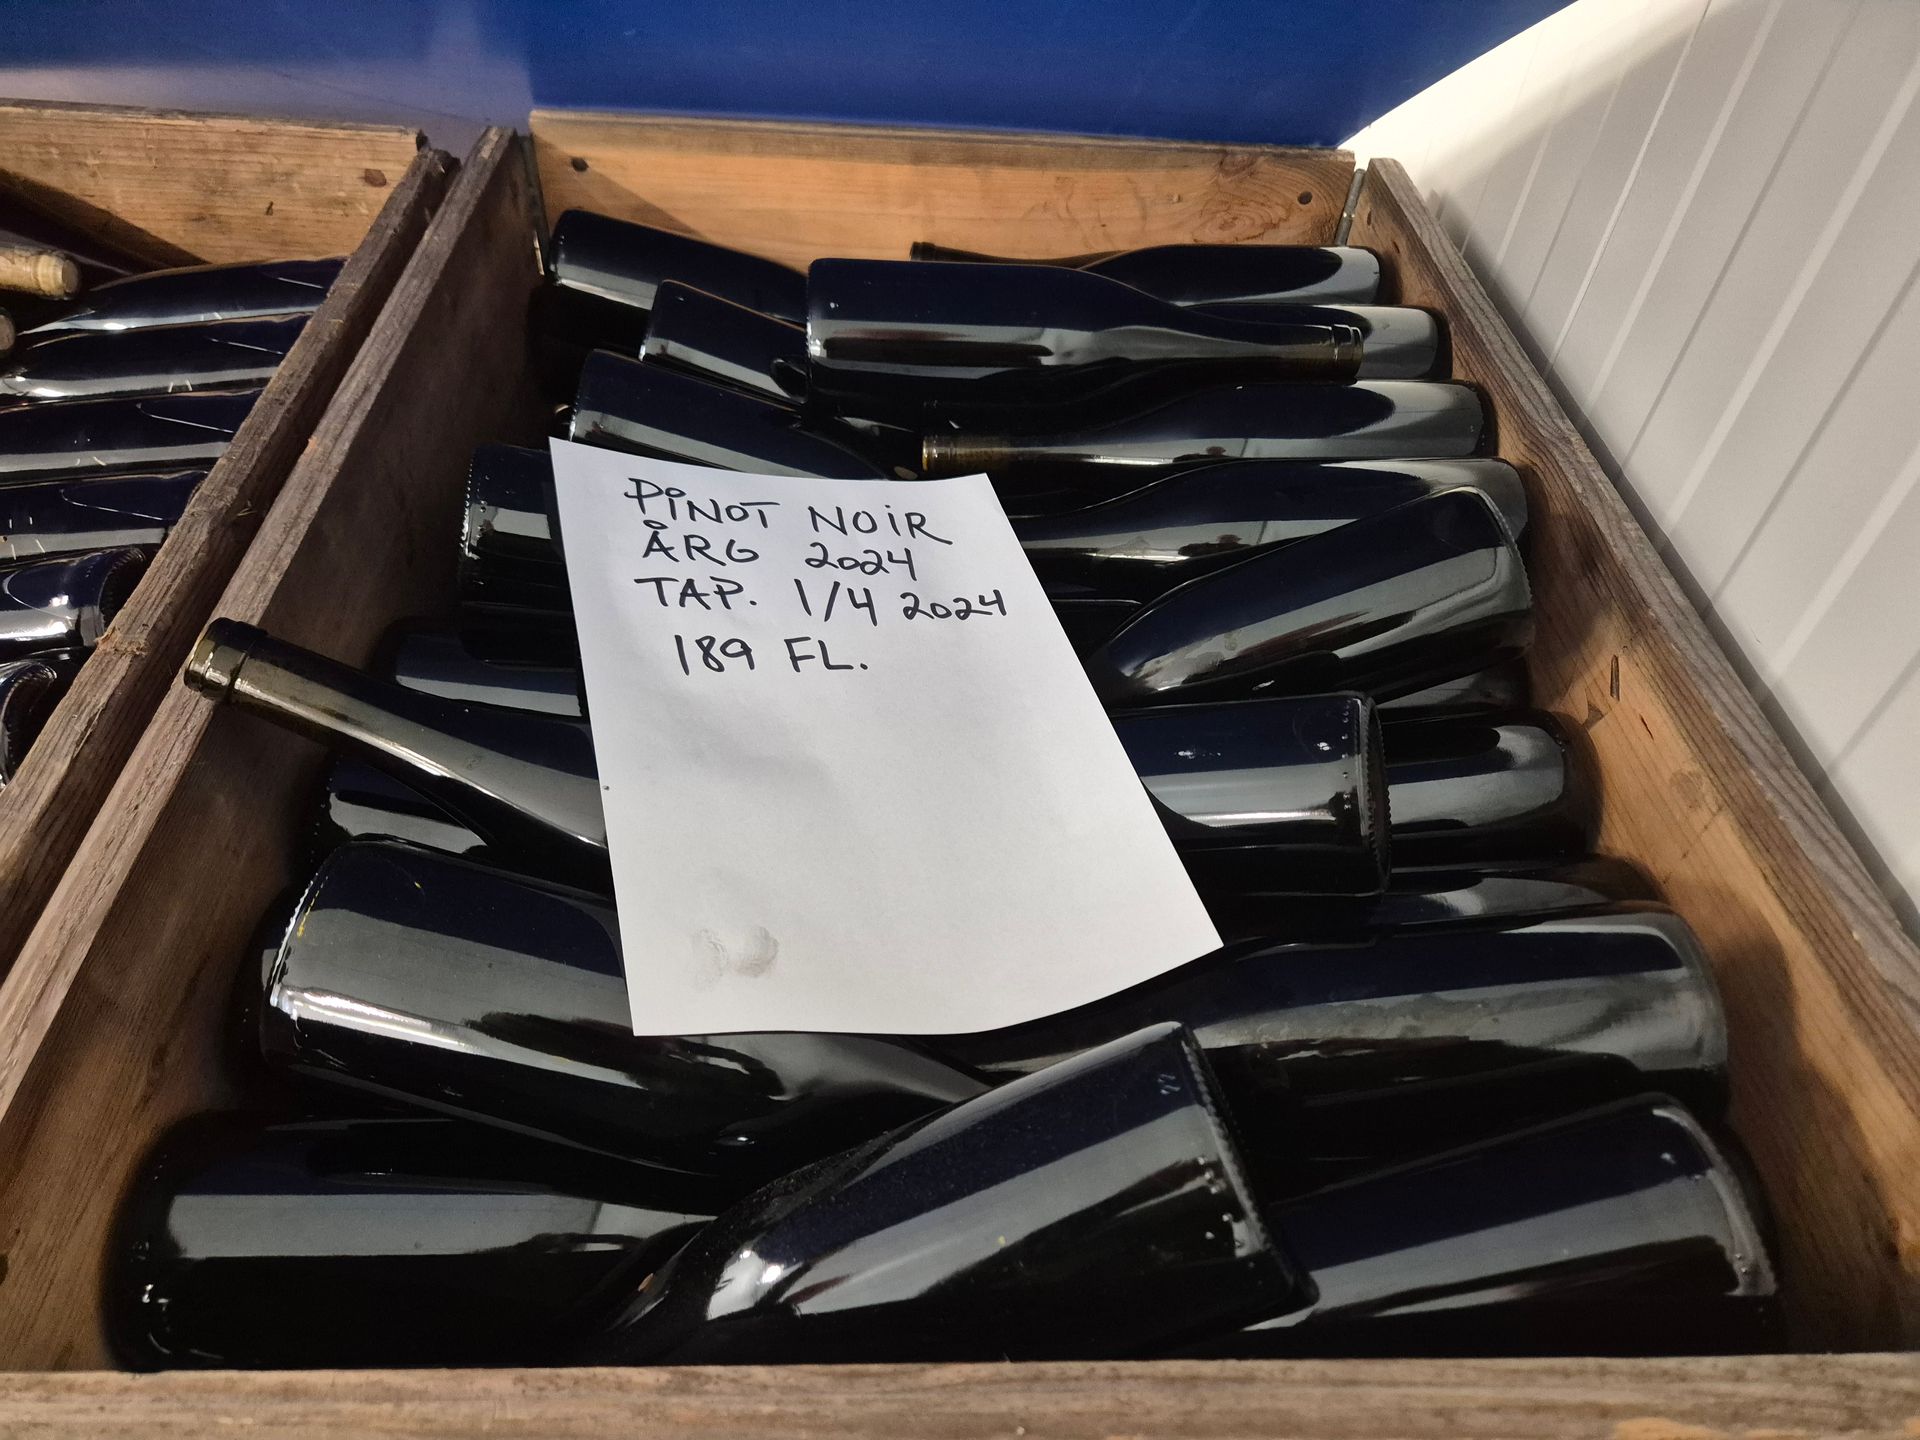 PINOT NOIR
ÅRG 2024
TAP. 1/4 2024
189 FL.